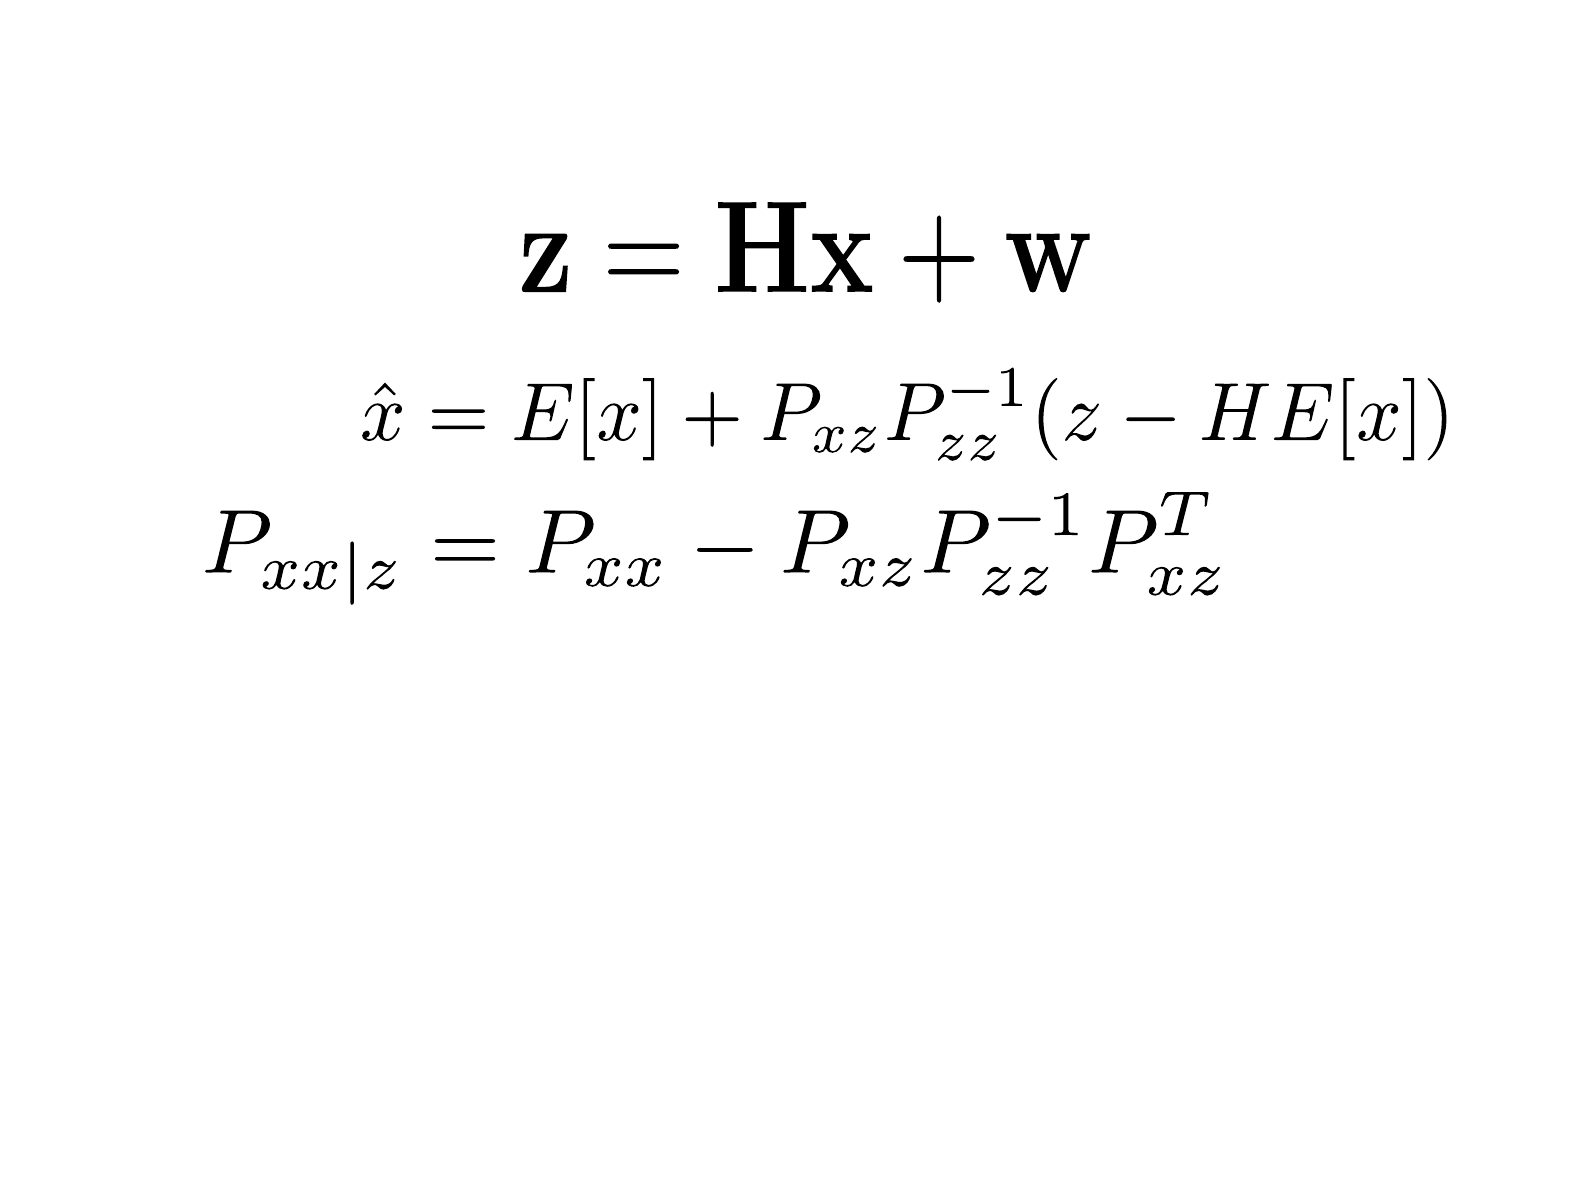 z = Hx + w
x̂ = E[x] + P_{xz}P_{zz}^{-1}(z − HE[x])
P_{xx|z} = P_{xx} − P_{xz}P_{zz}^{-1}P_{xz}^{T}